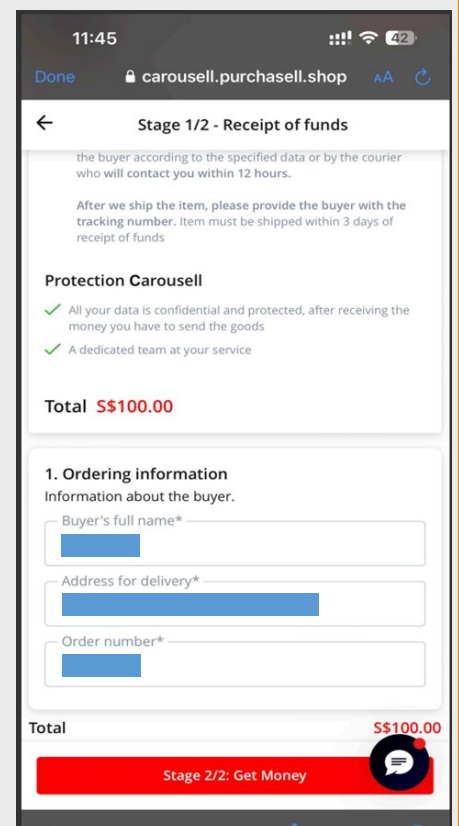 11:45
42
Done carousell.purchasell.shop AA
Stage 1/2 - Receipt of funds
the buyer according to the specified data or by the courier
who will contact you within 12 hours.
After we ship the item, please provide the buyer with the
tracking number. Item must be shipped within 3 days of
receipt of funds
Protection Carousell
All your data is confidential and protected, after receiving the
money you have to send the goods
A dedicated team at your service
Total S$100.00
1. Ordering information
Information about the buyer.
Buyer's full name*
Address for delivery*
Order number*
Total S$100.00
Stage 2/2: Get Money